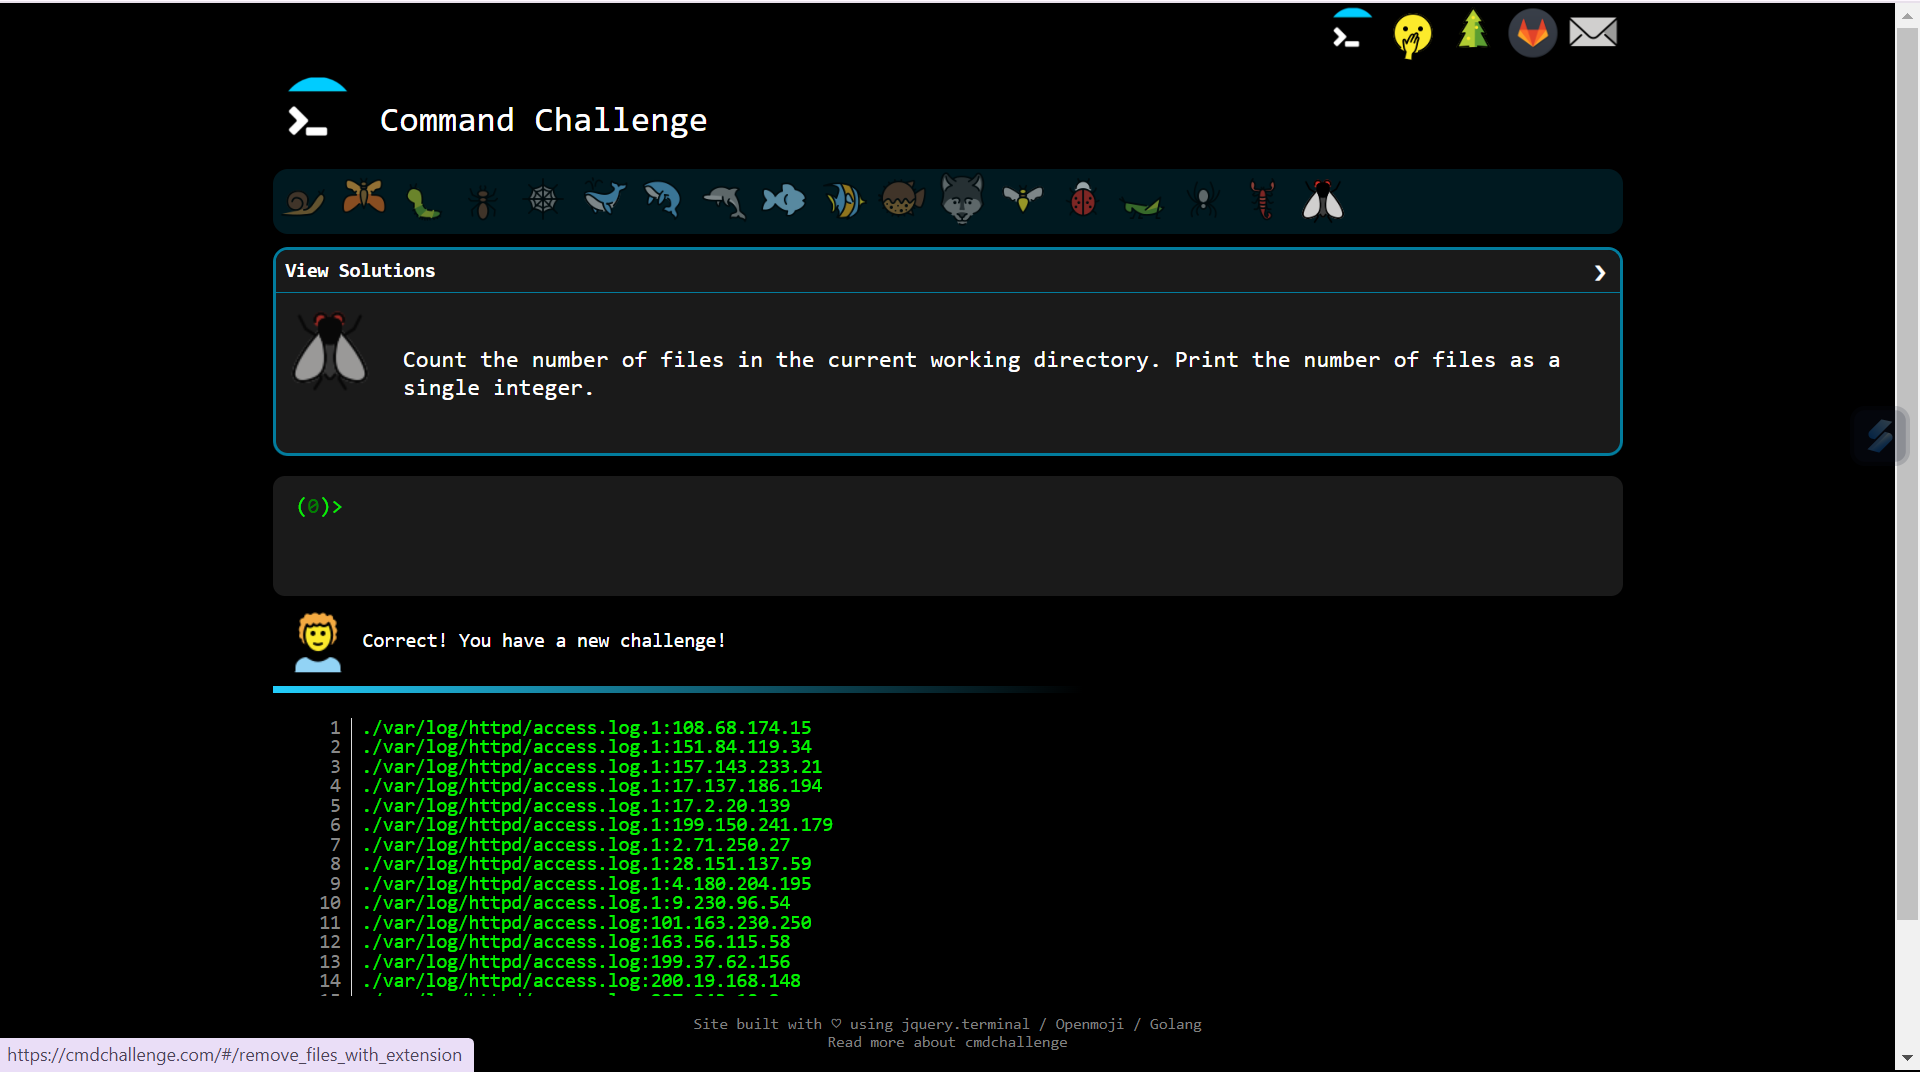 Command Challenge
View Solutions
Count the number of files in the current working directory. Print the number of files as a
single integer.
(0)>
Correct! You have a new challenge!
1 ./var/log/httpd/access.log.1:108.68.174.15
2 ./var/log/httpd/access.log.1:151.84.119.34
3 ./var/log/httpd/access.log.1:157.143.233.21
4 ./var/log/httpd/access.log.1:17.137.186.194
5 ./var/log/httpd/access.log.1:17.2.20.139
6 ./var/log/httpd/access.log.1:199.150.241.179
7 ./var/log/httpd/access.log.1:2.71.250.27
8 ./var/log/httpd/access.log.1:28.151.137.59
9 ./var/log/httpd/access.log.1:4.180.204.195
10 ./var/log/httpd/access.log.1:9.230.96.54
11 ./var/log/httpd/access.log:101.163.230.250
12 ./var/log/httpd/access.log:163.56.115.58
13 ./var/log/httpd/access.log:199.37.62.156
14 ./var/log/httpd/access.log:200.19.168.148
Site built with ♡ using jquery.terminal / Openmoji / Golang
Read more about cmdchallenge
https://cmdchallenge.com/#/remove_files_with_extension